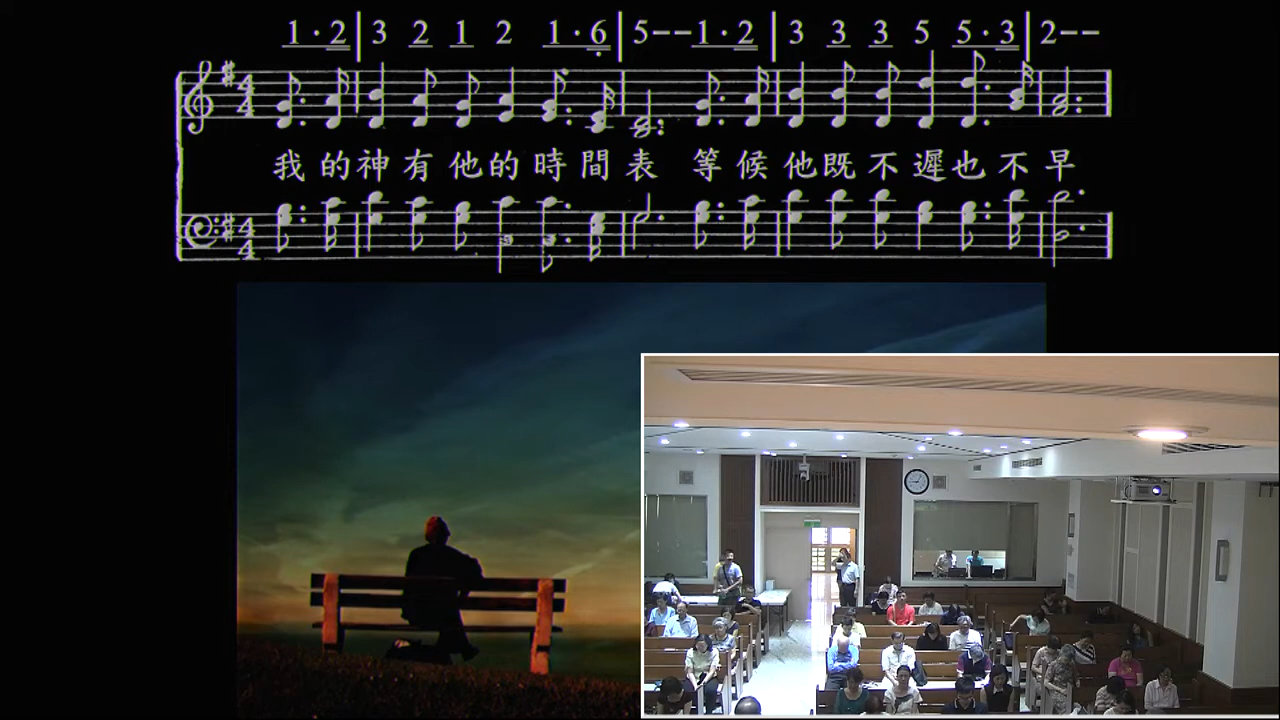 1·2|3 2 1 2 1·6|5--1·2|3 3 3 5 5·3|2--
我的神有他的時間表 等候他既不遲也不早